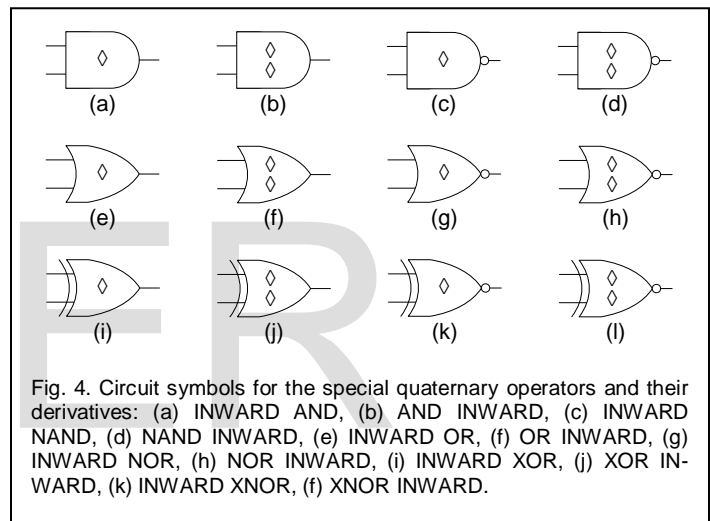 (a) (b) (c) (d)
(e) (f) (g) (h)
(i) (j) (k) (l)
ER
Fig. 4. Circuit symbols for the special quaternary operators and their
derivatives: (a) INWARD AND, (b) AND INWARD, (c) INWARD
NAND, (d) NAND INWARD, (e) INWARD OR, (f) OR INWARD, (g)
INWARD NOR, (h) NOR INWARD, (i) INWARD XOR, (j) XOR IN-
WARD, (k) INWARD XNOR, (f) XNOR INWARD.